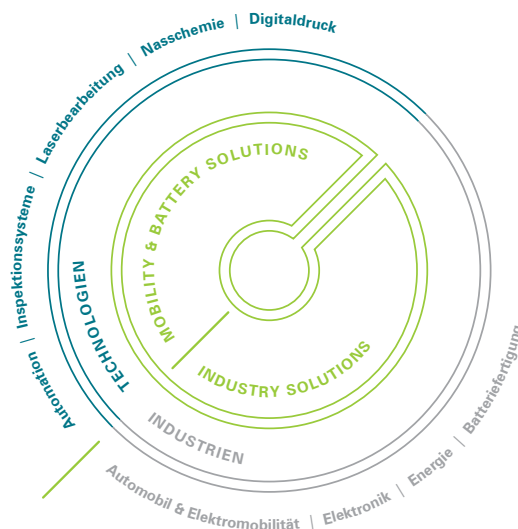 Automation | Inspektionssysteme | Laserbearbeitung | Nasschemie | Digitaldruck
TECHNOLOGIEN
MOBILITY & BATTERY SOLUTIONS
INDUSTRY SOLUTIONS
INDUSTRIEN
Automobil & Elektromobilität | Elektronik | Energie | Batteriefertigung